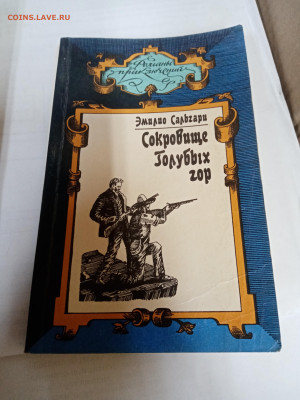 COINS.LAVE.RU
Романы
приключений
Эмилио Сальгари
Сокровище
Голубых
гор